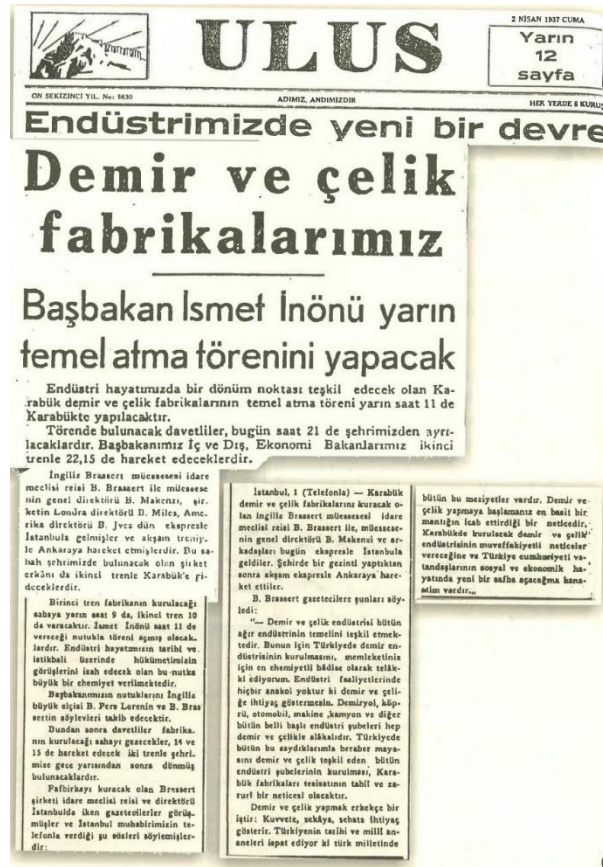 ULUS
2 NİSAN 1937 CUMA
Yarın
12
sayfa
ON SEKİZİNCİ YIL. No: 5630
ADIMIZ, ANDIMIZDIR
HER YERDE 5 KURUŞ
Endüstrimizde yeni bir devre
Demir ve çelik
fabrikalarımız
Başbakan İsmet İnönü yarın
temel atma törenini yapacak
Endüstri hayatımızda bir dönüm noktası teşkil edecek olan Ka-
rabük demir ve çelik fabrikalarının temel atma töreni yarın saat 11 de
Karabükte yapılacaktır.
Törende bulunacak davetliler, bugün saat 21 de şehrimizden ayrı-
lacaklardır. Başbakanımız İç ve Dış, Ekonomi Bakanlarımız ikinci
trenle 22,15 de hareket edeceklerdir.
İngiliz Brassert müessesesi idare
meclisi reisi B. Brassert ile müessese
nin genel direktörü B. Makenzi, şir-
ketin Londra direktörü D. Miles, Ame-
rika direktörü B. Jves dün ekspresle
İstanbula gelmişler ve akşam treniy-
le Ankaraya hareket etmişlerdir. Bu sa-
bah şehrimizde bulunacak olan şirket
erkânı da ikinci trenle Karabük'e gi-
deceklerdir.
Birinci tren fabrikanın kurulacağı
sahaya yarın saat 9 da, ikinci tren 10
da varacaktır. İsmet İnönü saat 11 de
vereceği nutukla töreni açmış olacak-
lardır. Endüstri hayatımızın tarihi ve
istikbali üzerinde hükümetimizin
görüşlerini izah edecek olan bu nutka
büyük bir ehemiyet verilmektedir.
Başbakanımızın nutuklarını İngiliz
büyük elçisi B. Pers Lorenin ve B. Bras
sertin söylevleri takib edecektir.
Bundan sonra davetliler fabrika-
nın kurulacağı sahayı gezecekler, 14 ve
15 de hareket edecek iki trenle şehri-
mize gece yarısından sonra dönmüş
bulunacaklardır.
Fafbirkayı kuracak olan Bressert
şirketi idare meclisi reisi ve direktörü
İstanbulda iken gazeteciler görüş-
müşler ve İstanbul muhabirimizin te-
lefonla verdiği şu sözleri söylemişler-
dir:
İstanbul, 1 (Telefonla) — Karabük
demir ve çelik fabrikalarını kuracak o-
lan ingiliz Brassert müessesesi idare
meclisi reisi B. Brassert ile, müessese-
nin genel direktörü B. Makenzi ve ar-
kadaşları bugün ekspresle İstanbula
geldiler. Şehirde bir gezinti yaptıktan
sonra akşam ekspresle Ankaraya hare-
ket ettiler.
B. Brassert gazetecilere şunları söy-
ledi:
"— Demir ve çelik endüstrisi bütün
ağır endüstrinin temelini teşkil etmek-
tedir. Bunun için Türkiyede demir en-
düstrisinin kurulmasını, memleketiniz
için en ehemiyetli hâdise olarak telâk-
ki ediyorum. Endüstri faaliyetlerinde
hiçbir anakol yoktur ki demir ve çeli-
ğe ihtiyaç göstermesin. Demiryol, köp-
rü, otomobil, makine ,kamyon ve diğer
bütün belli başlı endüstri şubeleri hep
demir ve çelikle alâkalıdır. Türkiyede
bütün bu saydıklarımla beraber maya-
sını demir ve çelik teşkil eden bütün
endüstri şubelerinin kurulması, Kara-
bük fabrikaları tesisatının tabiî ve za-
rurî bir neticesi olacaktır.
Demir ve çelik yapmak erkekçe bir
iştir: Kuvvete, zekâya, sebata ihtiyaç
gösterir. Türkiyenin tarihi ve millî an-
aneleri ispat ediyor ki türk milletinde
bütün bu meziyetler vardır. Demir ve
çelik yapmaya başlamanız en basit bir
mantığın icab ettirdiği bir neticedir.
Karabükde kurulacak demir ve çelik
endüstrisinin muvaffakiyetli neticeler
vereceğine ve Türkiye cumhuriyeti va-
tandaşlarının sosyal ve ekonomik ha-
yatında yeni bir safha açacağına kana-
atim vardır.„